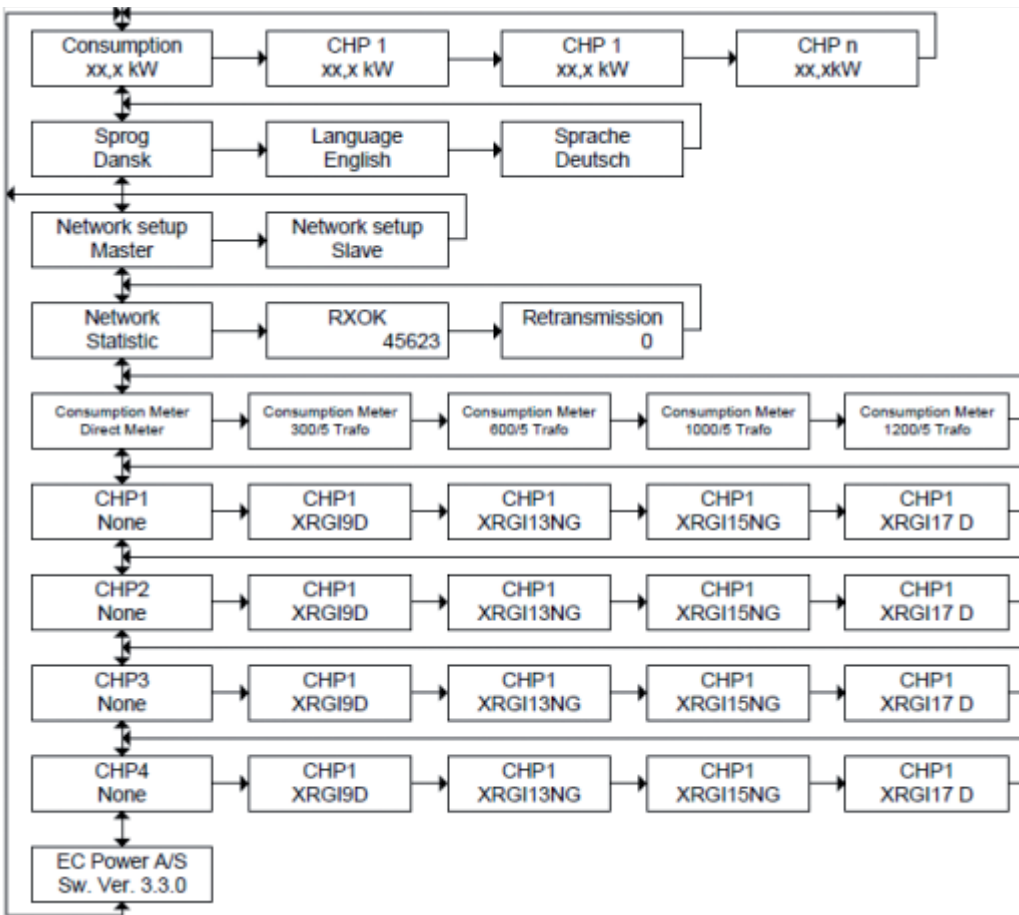 Consumption
xx,x kW
CHP 1
xx,x kW
CHP 1
xx,x kW
CHP n
xx,xkW
Sprog
Dansk
Language
English
Sprache
Deutsch
Network setup
Master
Network setup
Slave
Network
Statistic
RXOK
45623
Retransmission
0
Consumption Meter
Direct Meter
Consumption Meter
300/5 Trafo
Consumption Meter
600/5 Trafo
Consumption Meter
1000/5 Trafo
Consumption Meter
1200/5 Trafo
CHP1
None
CHP1
XRGI9D
CHP1
XRGI13NG
CHP1
XRGI15NG
CHP1
XRGI17 D
CHP2
None
CHP1
XRGI9D
CHP1
XRGI13NG
CHP1
XRGI15NG
CHP1
XRGI17 D
CHP3
None
CHP1
XRGI9D
CHP1
XRGI13NG
CHP1
XRGI15NG
CHP1
XRGI17 D
CHP4
None
CHP1
XRGI9D
CHP1
XRGI13NG
CHP1
XRGI15NG
CHP1
XRGI17 D
EC Power A/S
Sw. Ver. 3.3.0